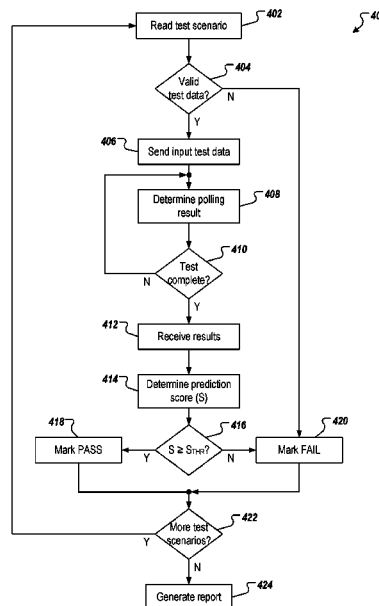 Read test scenario
402
40
404
Valid
test data?
N
Y
406
Send input test data
Determine polling
result
408
410
Test
complete?
N
Y
412
Receive results
414
Determine prediction
score (S)
416
418
420
Mark PASS
Y
S ≥ STHR?
N
Mark FAIL
422
More test
scenarios?
Y
N
424
Generate report